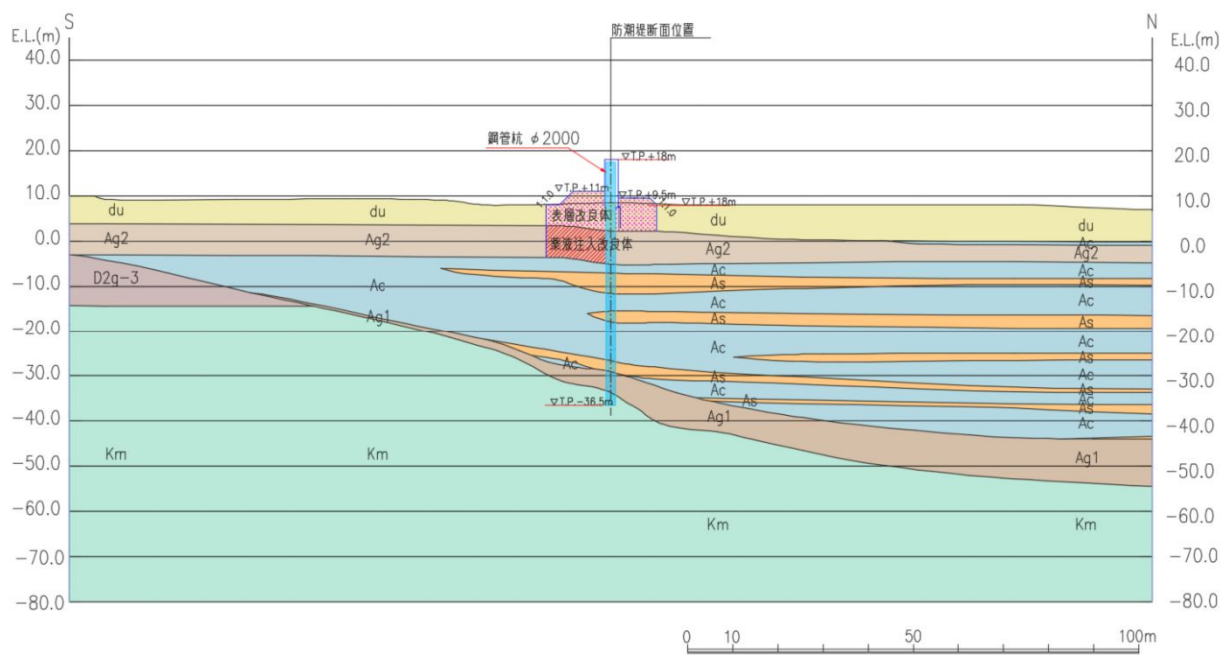 S
N
E.L.(m)
E.L.(m)
防潮堤断面位置
40.0
40.0
30.0
30.0
鋼管杭 φ2000
20.0
20.0
▽T.P.+18m
10.0
10.0
1:1.0
▽T.P.+11m
▽T.P.+9.5m
1:1.0
▽T.P.+18m
du
du
表層改良体
du
du
0.0
0.0
Ag2
Ag2
薬液注入改良体
Ag2
Ac
Ag2
-10.0
-10.0
D2g-3
Ac
Ac
As
Ac
Ac
As
Ac
-20.0
-20.0
Ag1
As
Ac
As
Ac
As
-30.0
-30.0
Ac
As
Ac
As
Ac
As
Ac
As
Ac
-40.0
-40.0
▽T.P.-36.5m
Ag1
-50.0
-50.0
Km
Km
Ag1
-60.0
-60.0
Km
Km
-70.0
-70.0
-80.0
-80.0
0 10 50 100m